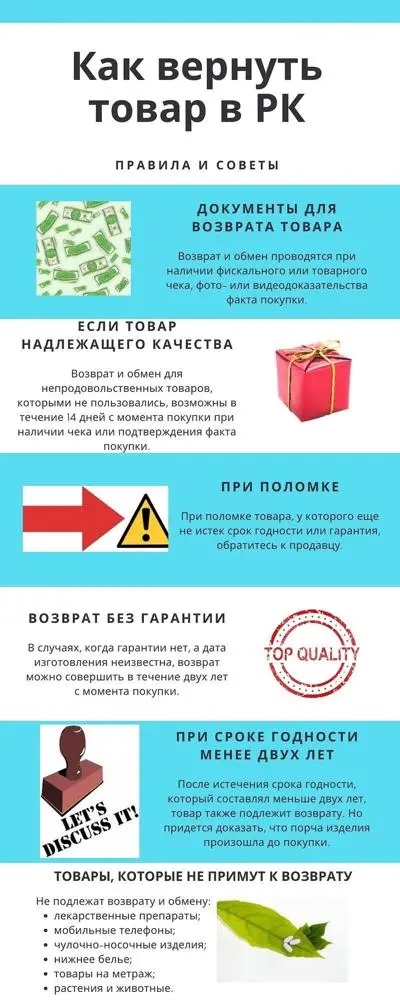 Как вернуть
товар в РК
ПРАВИЛА И СОВЕТЫ
ДОКУМЕНТЫ ДЛЯ
ВОЗВРАТА ТОВАРА
Возврат и обмен проводятся при
наличии фискального или товарного
чека, фото- или видеодоказательства
факта покупки.
ЕСЛИ ТОВАР
НАДЛЕЖАЩЕГО КАЧЕСТВА
Возврат и обмен для
непродовольственных товаров,
которыми не пользовались, возможны в
течение 14 дней с момента покупки при
наличии чека или подтверждения факта
покупки.
ПРИ ПОЛОМКЕ
При поломке товара, у которого еще
не истек срок годности или гарантия,
обратитесь к продавцу.
ВОЗВРАТ БЕЗ ГАРАНТИИ
В случаях, когда гарантии нет, а дата
изготовления неизвестна, возврат
можно совершить в течение двух лет
с момента покупки.
TOP QUALITY
ПРИ СРОКЕ ГОДНОСТИ
МЕНЕЕ ДВУХ ЛЕТ
После истечения срока годности,
который составлял меньше двух лет,
товар также подлежит возврату. Но
придется доказать, что порча изделия
произошла до покупки.
LET'S
DISCUSS IT!
ТОВАРЫ, КОТОРЫЕ НЕ ПРИМУТ К ВОЗВРАТУ
Не подлежат возврату и обмену:
• лекарственные препараты;
• мобильные телефоны;
• чулочно-носочные изделия;
• нижнее белье;
• товары на метраж;
• растения и животные.